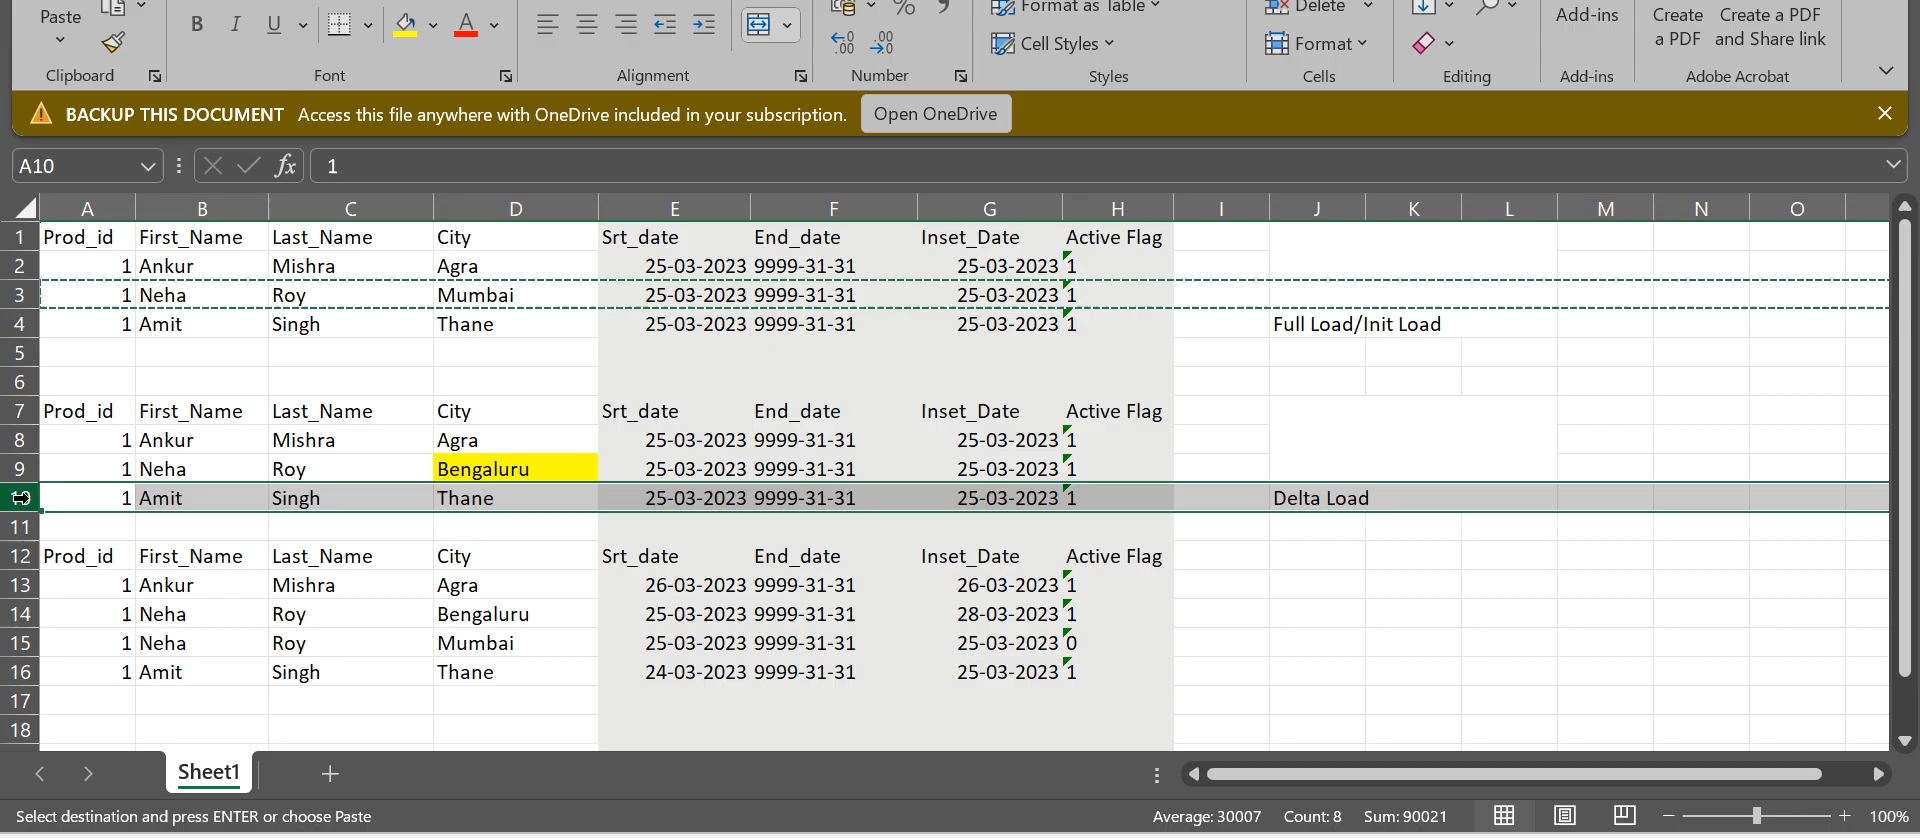 Paste
B I U A
% 9
Format as Table
Delete
Add-ins
Create Create a PDF
.00 .00 Cell Styles Format a PDF and Share link
Clipboard Font Alignment Number Styles Cells Editing Add-ins Adobe Acrobat
BACKUP THIS DOCUMENT Access this file anywhere with OneDrive included in your subscription. Open OneDrive
A10 fx 1
A B C D E F G H I J K L M N O
1 Prod_id First_Name Last_Name City Srt_date End_date Inset_Date Active Flag
2 1 Ankur Mishra Agra 25-03-2023 9999-31-31 25-03-2023 1
3 1 Neha Roy Mumbai 25-03-2023 9999-31-31 25-03-2023 1
4 1 Amit Singh Thane 25-03-2023 9999-31-31 25-03-2023 1 Full Load/Init Load
5
6
7 Prod_id First_Name Last_Name City Srt_date End_date Inset_Date Active Flag
8 1 Ankur Mishra Agra 25-03-2023 9999-31-31 25-03-2023 1
9 1 Neha Roy Bengaluru 25-03-2023 9999-31-31 25-03-2023 1
1 Amit Singh Thane 25-03-2023 9999-31-31 25-03-2023 1 Delta Load
11
12 Prod_id First_Name Last_Name City Srt_date End_date Inset_Date Active Flag
13 1 Ankur Mishra Agra 26-03-2023 9999-31-31 26-03-2023 1
14 1 Neha Roy Bengaluru 25-03-2023 9999-31-31 28-03-2023 1
15 1 Neha Roy Mumbai 25-03-2023 9999-31-31 25-03-2023 0
16 1 Amit Singh Thane 24-03-2023 9999-31-31 25-03-2023 1
17
18
Sheet1
Select destination and press ENTER or choose Paste Average: 30007 Count: 8 Sum: 90021 100%